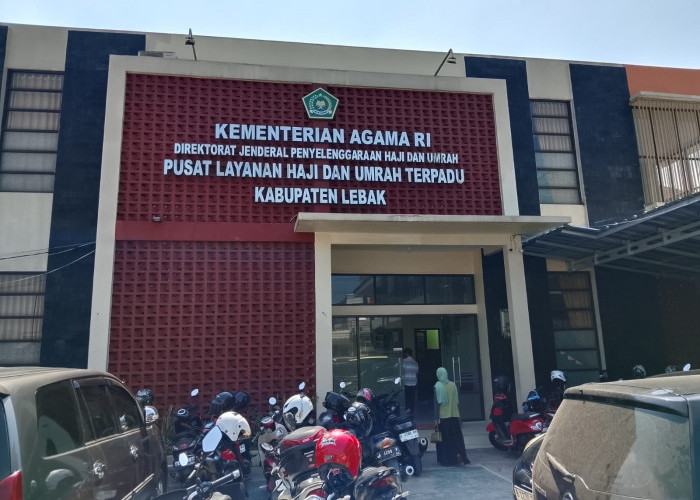 KEMENTERIAN AGAMA RI
DIREKTORAT JENDERAL PENYELENGGARAAN HAJI DAN UMRAH
PUSAT LAYANAN HAJI DAN UMRAH TERPADU
KABUPATEN LEBAK